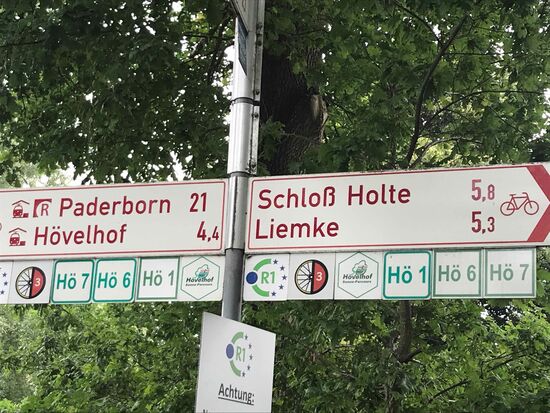 R Paderborn 21
Hövelhof 4,4
Schloß Holte 5,8
Liemke 5,3
3 Hö 7 Hö 6 Hö 1 Hövelhof
R1 3 Hövelhof Hö 1 Hö 6 Hö 7
R1
Achtung: